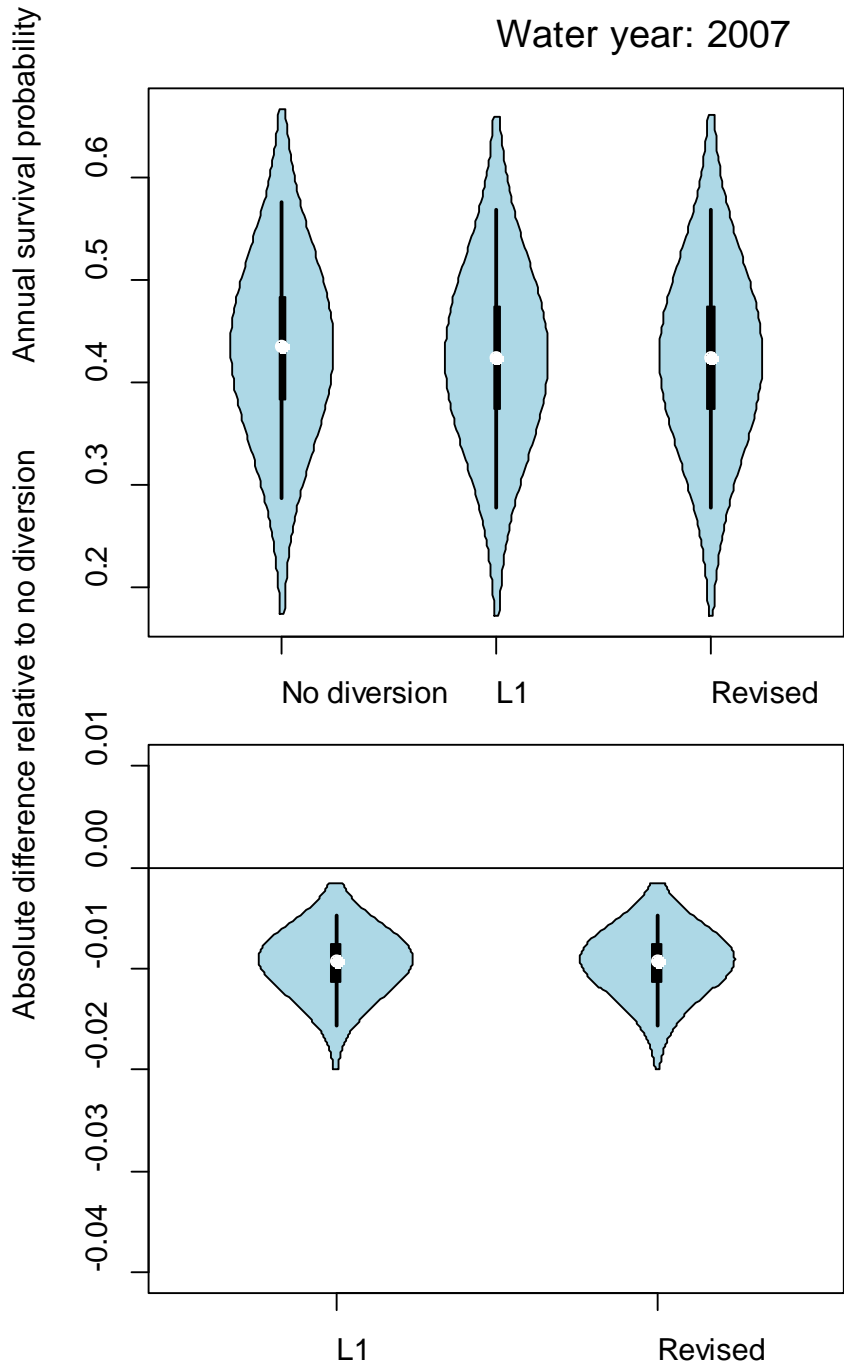 Water year: 2007
Annual survival probability
0.6
0.5
0.4
0.3
0.2
No diversion L1 Revised
Absolute difference relative to no diversion
0.01
0.00
-0.01
-0.02
-0.03
-0.04
L1 Revised